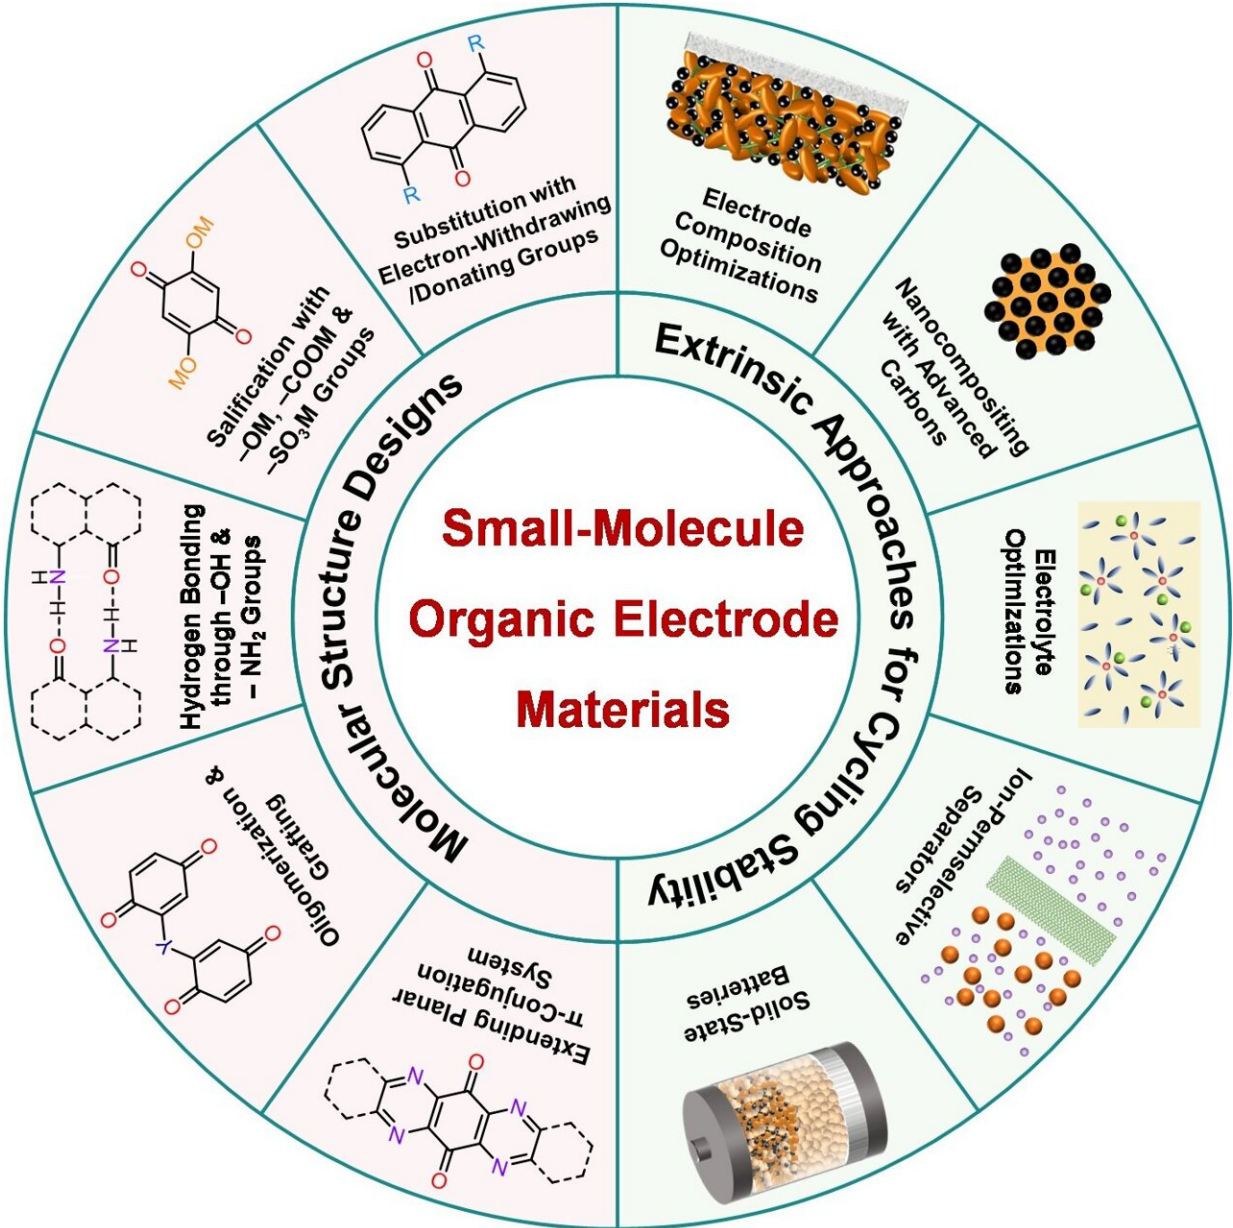 Small-Molecule
Organic Electrode
Materials
Molecular Structure Designs
Extrinsic Approaches for Cycling Stability
R
O
O
R
Substitution with
Electron-Withdrawing
/Donating Groups
OM
O
O
MO
Salification with
–OM, –COOM &
–SO₃M Groups
H
N
H
O
O
H
N
H
Hydrogen Bonding
through –OH &
– NH₂ Groups
O
O
Y
O
O
Oligomerization &
Grafting
N
O
N
N
O
N
Extending Planar
π-Conjugation
System
Electrode
Composition
Optimizations
Nanocompositing
with Advanced
Carbons
Electrolyte
Optimizations
Ion-Permselective
Separators
Solid-State
Batteries